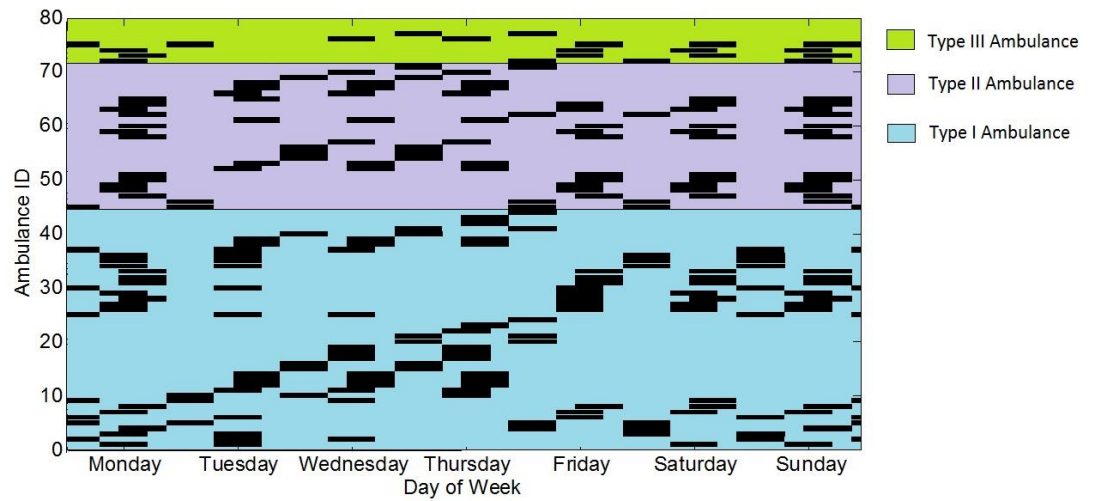 80
70
60
50
40
30
20
10
0
Ambulance ID
Monday Tuesday Wednesday Thursday Friday Saturday Sunday
Day of Week
Type III Ambulance
Type II Ambulance
Type I Ambulance